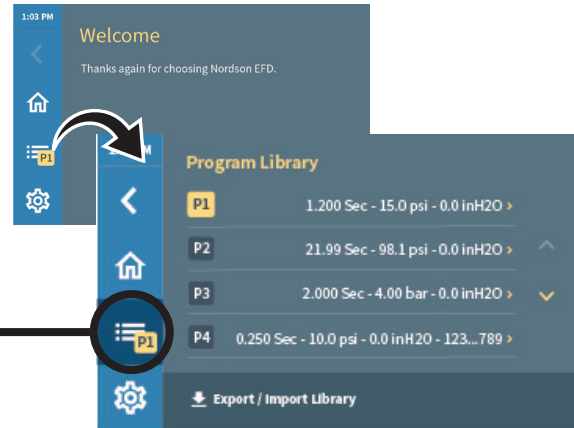 1:03 PM
Welcome
Thanks again for choosing Nordson EFD.
P1
M
Program Library
P1
1.200 Sec - 15.0 psi - 0.0 inH2O ›
P2
21.99 Sec - 98.1 psi - 0.0 inH2O ›
P3
2.000 Sec - 4.00 bar - 0.0 inH2O ›
P1
P4
0.250 Sec - 10.0 psi - 0.0 inH2O - 123...789 ›
Export / Import Library